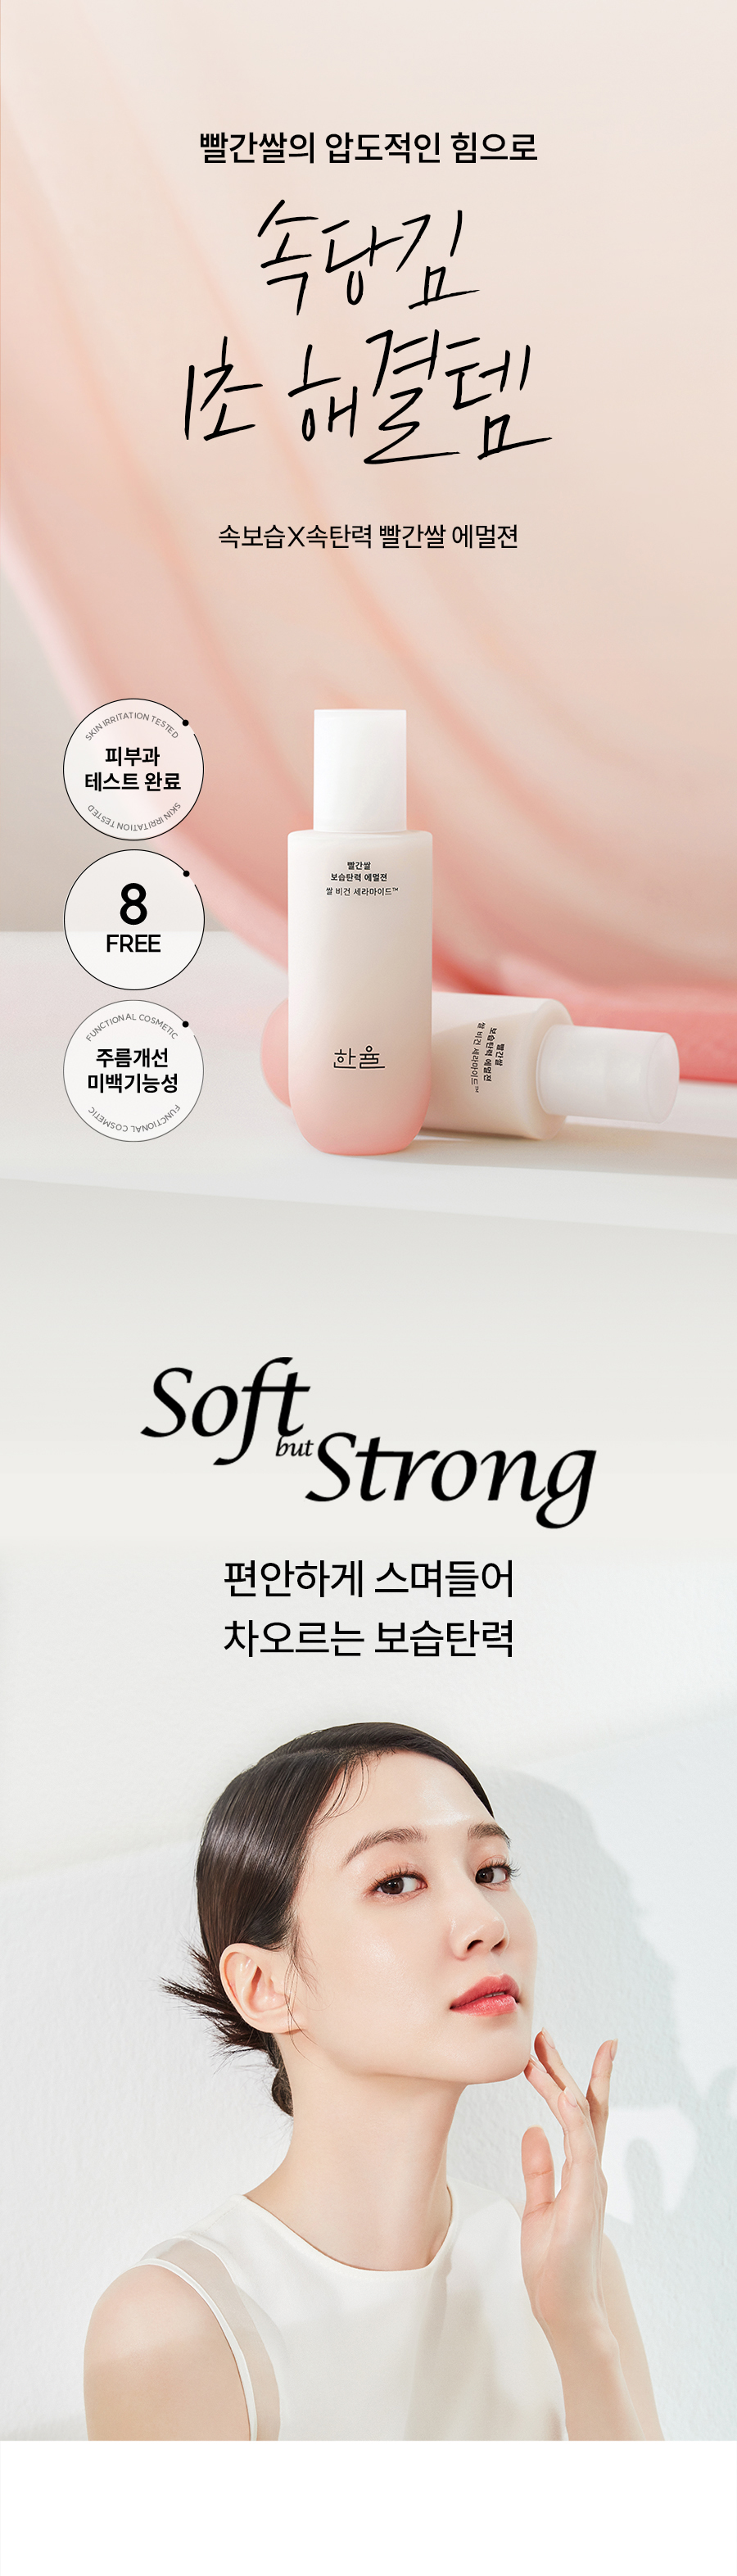 빨간쌀의 압도적인 힘으로
속당김
1초 해결템
속보습X속탄력 빨간쌀 에멀젼
SKIN IRRITATION TESTED
피부과
테스트 완료
SKIN IRRITATION TESTED
8
FREE
FUNCTIONAL COSMETIC
주름개선
미백기능성
FUNCTIONAL COSMETIC
빨간쌀
보습탄력 에멀젼
쌀 비건 세라마이드™
한율
빨간쌀
보습탄력 에멀젼
쌀 비건 세라마이드™
Soft
but Strong
편안하게 스며들어
차오르는 보습탄력